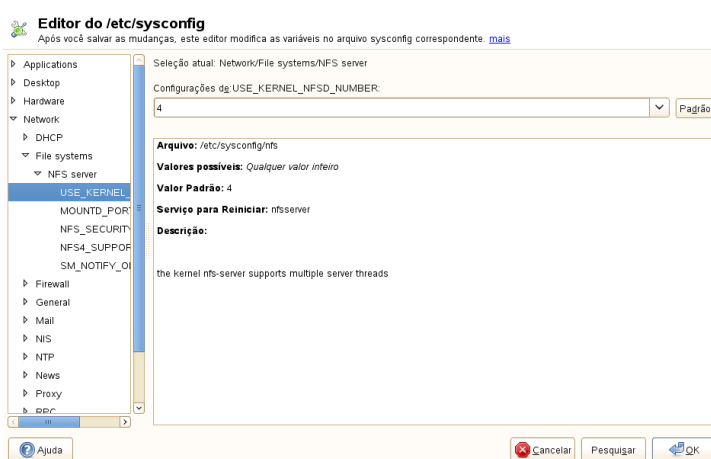 Editor do /etc/sysconfig
Após você salvar as mudanças, este editor modifica as variáveis no arquivo sysconfig correspondente. mais
Applications
Desktop
Hardware
Network
DHCP
File systems
NFS server
USE_KERNEL_
MOUNTD_POR
NFS_SECURIT
NFS4_SUPPOR
SM_NOTIFY_O
Firewall
General
Mail
NIS
NTP
News
Proxy
RPC
Seleção atual: Network/File systems/NFS server
Configurações de:USE_KERNEL_NFSD_NUMBER:
4
Padrão
Arquivo: /etc/sysconfig/nfs
Valores possíveis: Qualquer valor inteiro
Valor Padrão: 4
Serviço para Reiniciar: nfsserver
Descrição:
the kernel nfs-server supports multiple server threads
Ajuda
Cancelar
Pesquisar
OK